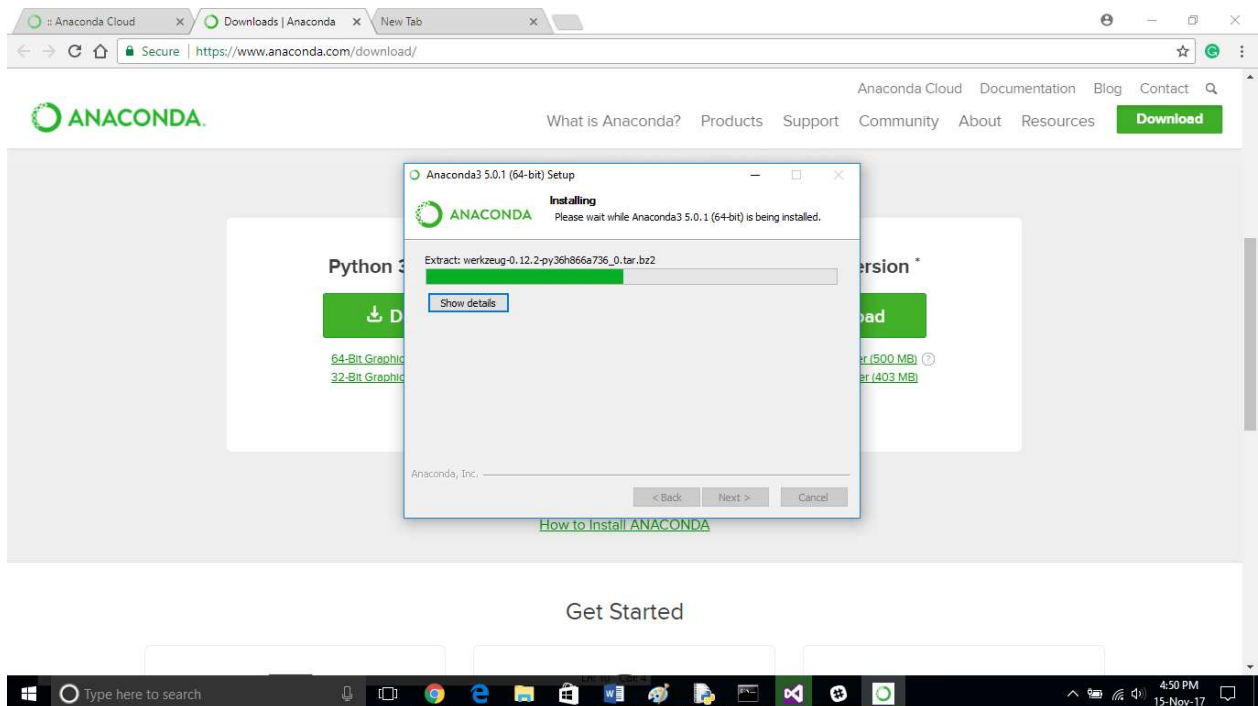 :: Anaconda Cloud
Downloads | Anaconda
New Tab
Secure
https://www.anaconda.com/download/
Anaconda Cloud Documentation Blog Contact
ANACONDA.
What is Anaconda? Products Support Community About Resources Download
Anaconda3 5.0.1 (64-bit) Setup
ANACONDA
Installing
Please wait while Anaconda3 5.0.1 (64-bit) is being installed.
Extract: werkzeug-0.12.2-py36h866a736_0.tar.bz2
Show details
Python
ersion *
D
oad
64-Bit Graphic
er (500 MB) ?
32-Bit Graphic
er (403 MB)
Anaconda, Inc.
< Back Next > Cancel
How to Install ANACONDA
Get Started
Type here to search
4:50 PM
15-Nov-17